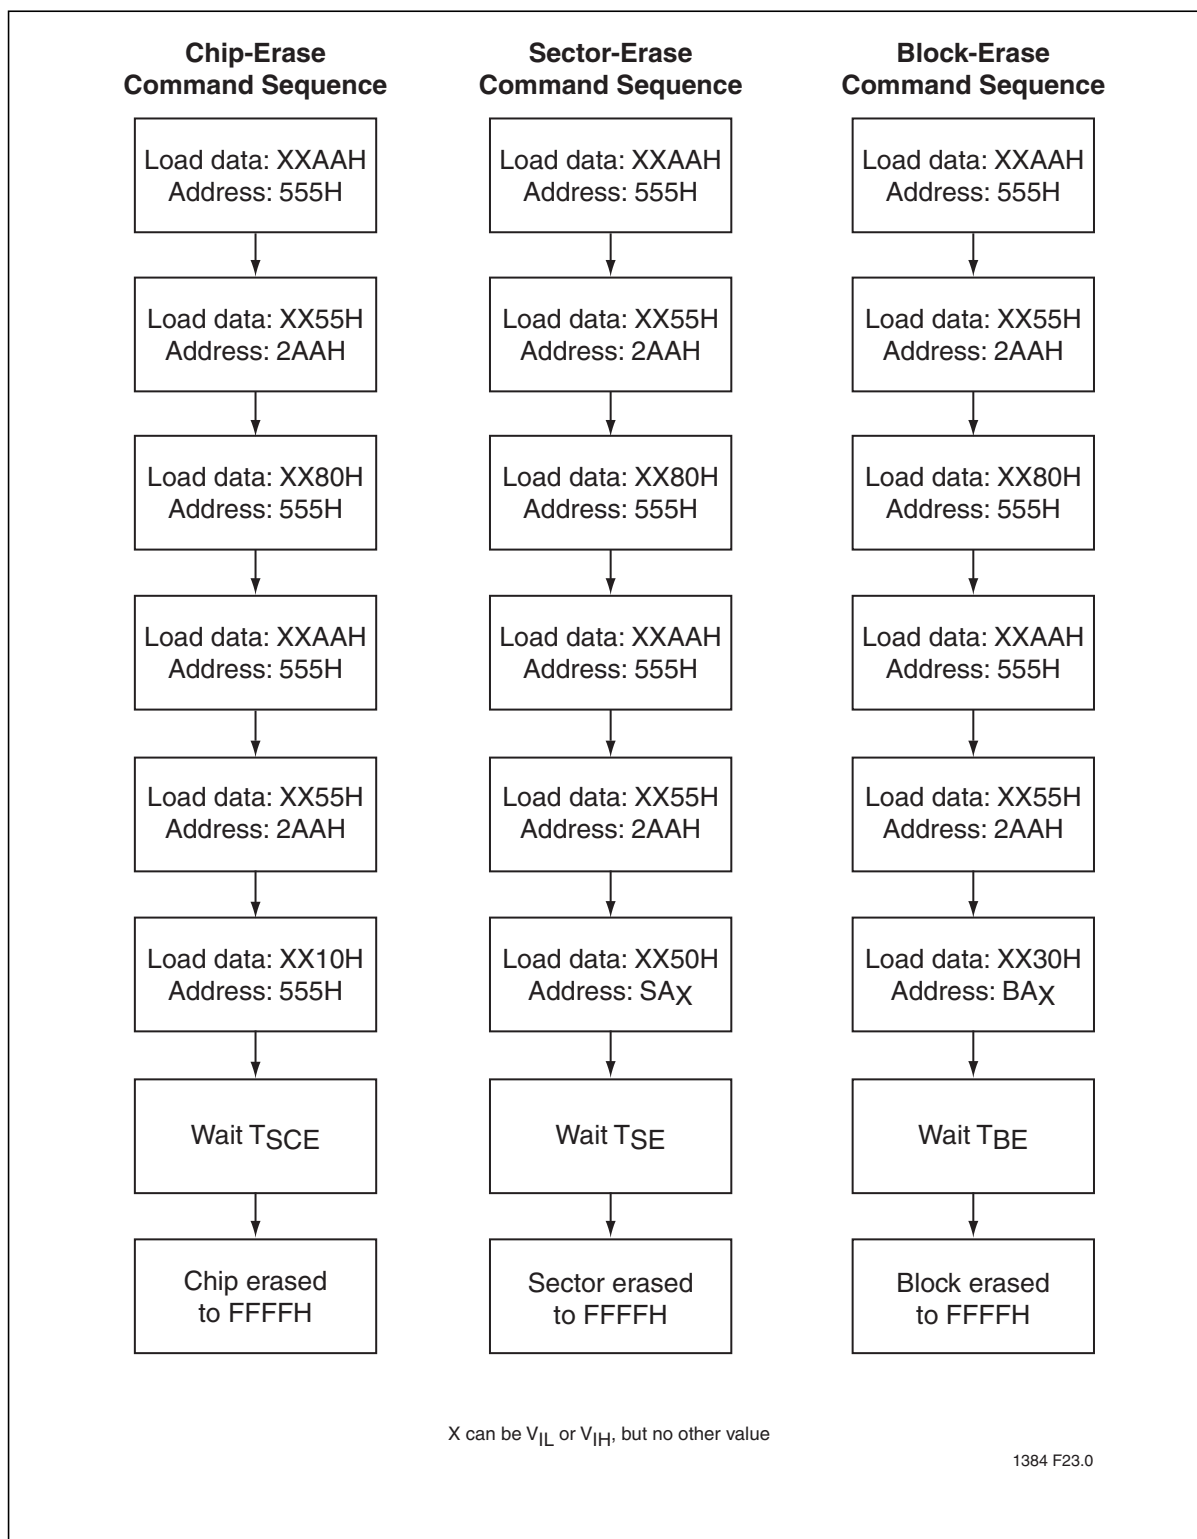 Chip-Erase
Command Sequence
Load data: XXAAH
Address: 555H
Load data: XX55H
Address: 2AAH
Load data: XX80H
Address: 555H
Load data: XXAAH
Address: 555H
Load data: XX55H
Address: 2AAH
Load data: XX10H
Address: 555H
Wait TSCE
Chip erased
to FFFFH
Sector-Erase
Command Sequence
Load data: XXAAH
Address: 555H
Load data: XX55H
Address: 2AAH
Load data: XX80H
Address: 555H
Load data: XXAAH
Address: 555H
Load data: XX55H
Address: 2AAH
Load data: XX50H
Address: SAX
Wait TSE
Sector erased
to FFFFH
Block-Erase
Command Sequence
Load data: XXAAH
Address: 555H
Load data: XX55H
Address: 2AAH
Load data: XX80H
Address: 555H
Load data: XXAAH
Address: 555H
Load data: XX55H
Address: 2AAH
Load data: XX30H
Address: BAX
Wait TBE
Block erased
to FFFFH
X can be VIL or VIH, but no other value
1384 F23.0